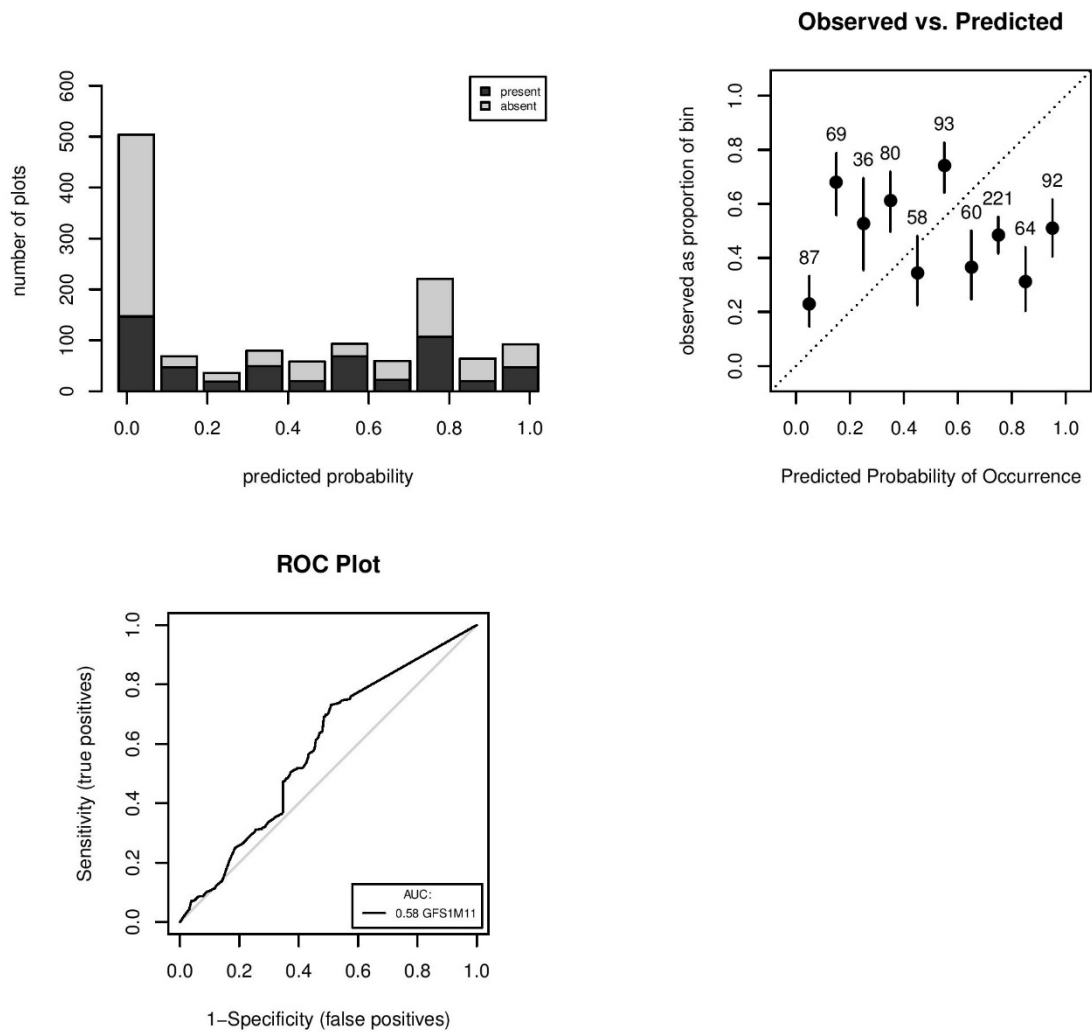 Observed vs. Predicted
number of plots
600
500
400
300
200
100
0
present
absent
0.0 0.2 0.4 0.6 0.8 1.0
predicted probability
observed as proportion of bin
1.0
0.8
0.6
0.4
0.2
0.0
87
69
36
80
58
93
60
221
64
92
0.0 0.2 0.4 0.6 0.8 1.0
Predicted Probability of Occurrence
ROC Plot
Sensitivity (true positives)
1.0
0.8
0.6
0.4
0.2
0.0
AUC:
0.58 GFS1M11
0.0 0.2 0.4 0.6 0.8 1.0
1−Specificity (false positives)